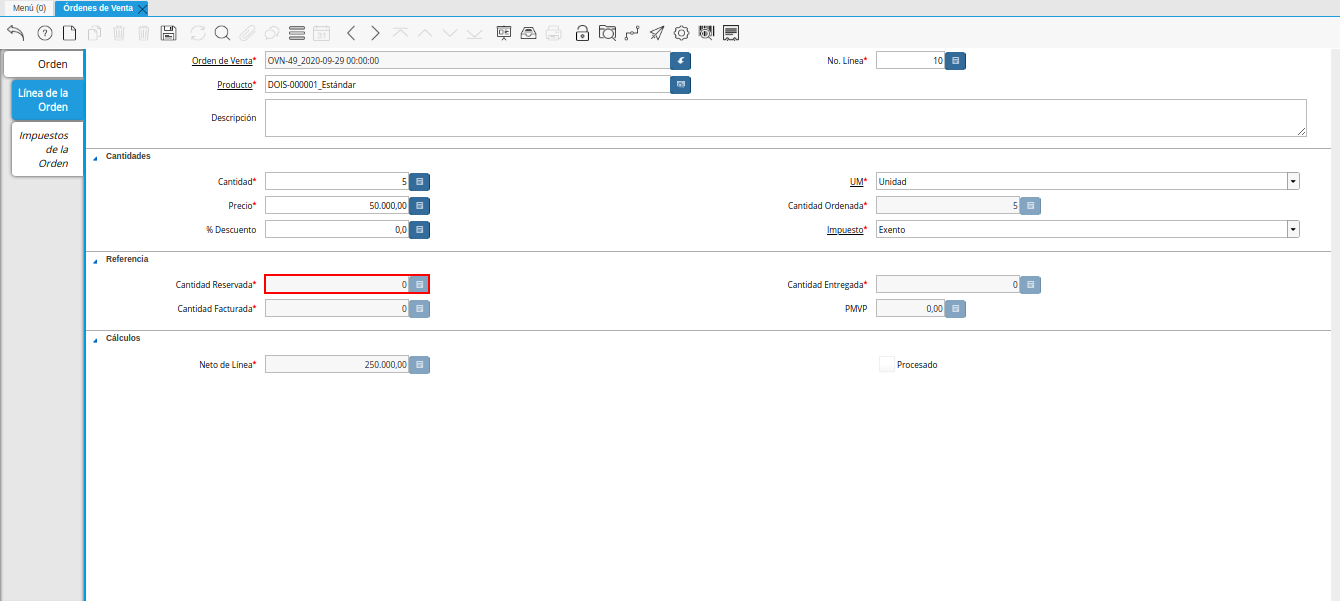 Menú (0) Órdenes de Venta
31
Orden
Línea de la
Orden
Impuestos
de la
Orden
Orden de Venta* OVN-49_2020-09-29 00:00:00 No. Línea* 10
Producto* DOIS-000001_Estándar
Descripción
Cantidades
Cantidad* 5 UM* Unidad
Precio* 50.000,00 Cantidad Ordenada* 5
% Descuento 0,0 Impuesto* Exento
Referencia
Cantidad Reservada* 0 Cantidad Entregada* 0
Cantidad Facturada* 0 PMVP 0,00
Cálculos
Neto de Línea* 250.000,00 Procesado